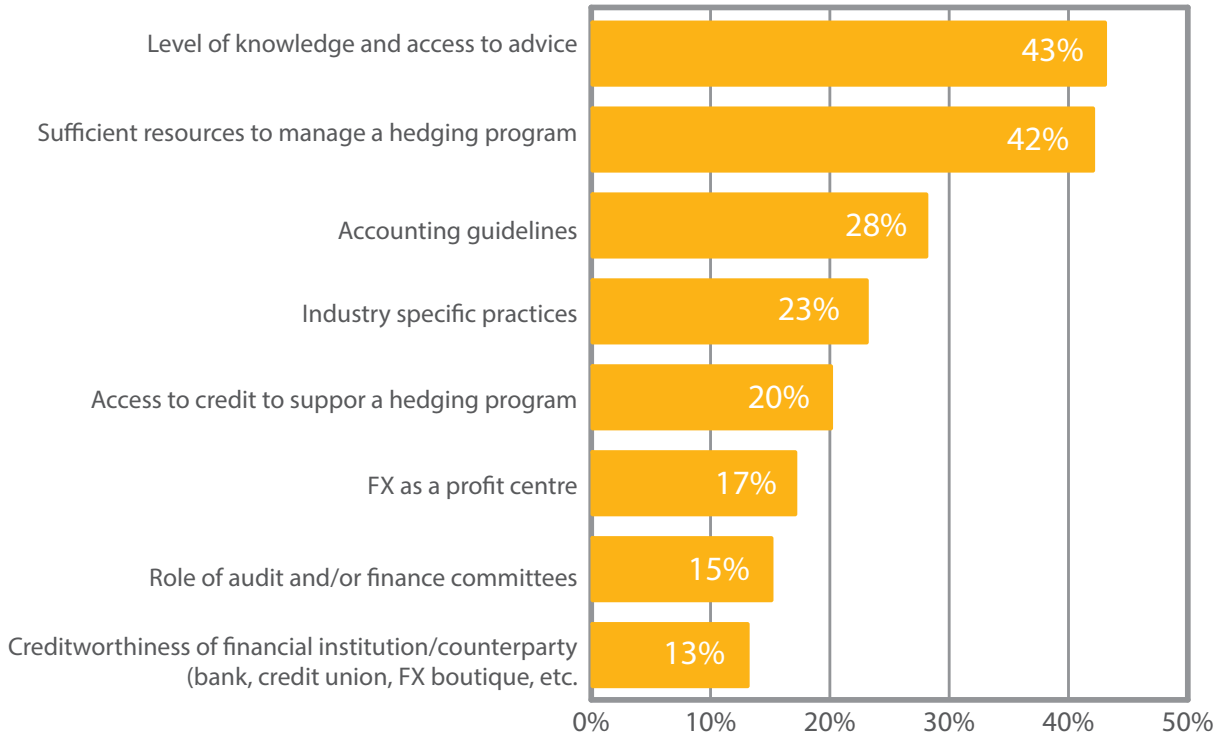 Level of knowledge and access to advice
43%
Sufficient resources to manage a hedging program
42%
Accounting guidelines
28%
Industry specific practices
23%
Access to credit to suppor a hedging program
20%
FX as a profit centre
17%
Role of audit and/or finance committees
15%
Creditworthiness of financial institution/counterparty
(bank, credit union, FX boutique, etc.
13%
0% 10% 20% 30% 40% 50%